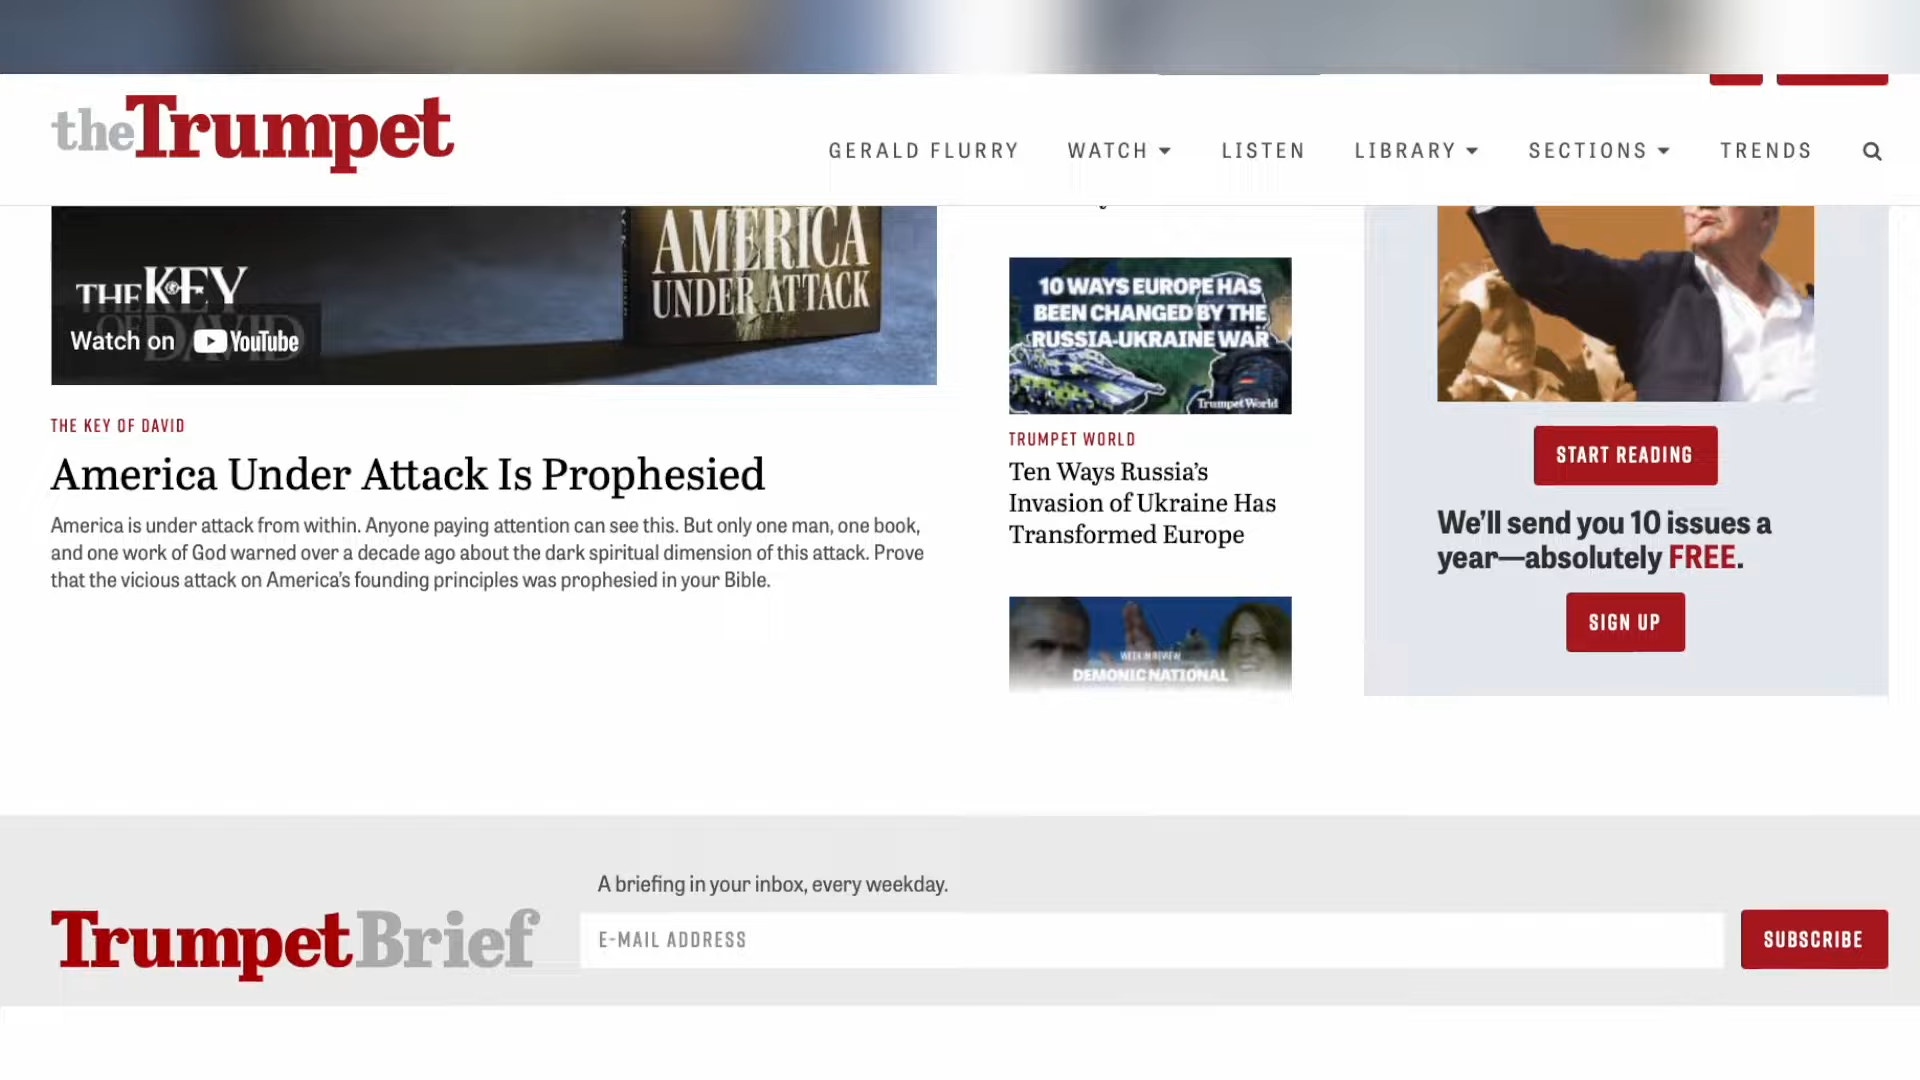 theTrumpet
GERALD FLURRY
WATCH
LISTEN
LIBRARY
SECTIONS
TRENDS
AMERICA
UNDER ATTACK
THE KEY
OF DAVID
Watch on YouTube
THE KEY OF DAVID
America Under Attack Is Prophesied
America is under attack from within. Anyone paying attention can see this. But only one man, one book,
and one work of God warned over a decade ago about the dark spiritual dimension of this attack. Prove
that the vicious attack on America's founding principles was prophesied in your Bible.
10 WAYS EUROPE HAS
BEEN CHANGED BY THE
RUSSIA-UKRAINE WAR
Trumpet World
TRUMPET WORLD
Ten Ways Russia's
Invasion of Ukraine Has
Transformed Europe
WEEK IN REVIEW
DEMONIC NATIONAL
START READING
We'll send you 10 issues a
year—absolutely FREE.
SIGN UP
A briefing in your inbox, every weekday.
TrumpetBrief
E-MAIL ADDRESS
SUBSCRIBE